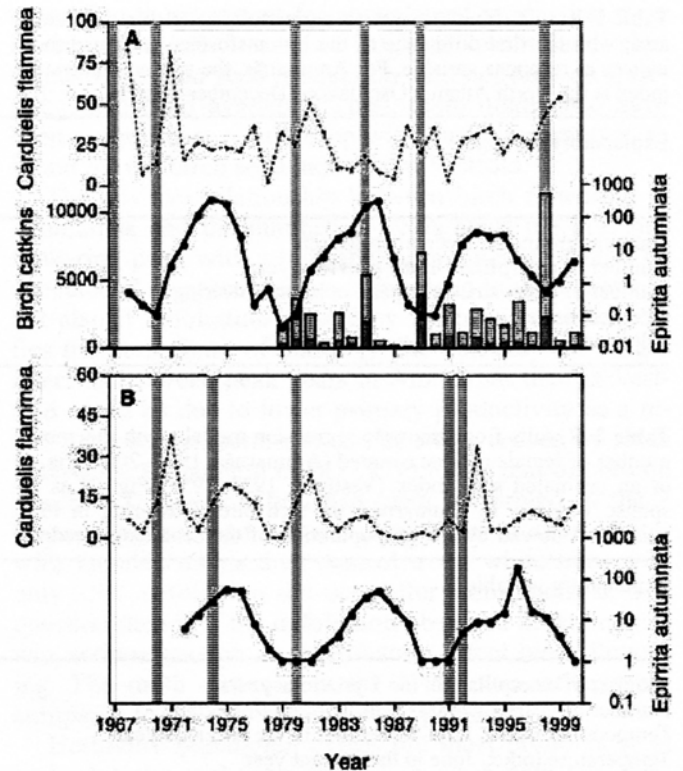 A
Carduelis flammea
100
75
50
25
0
Birch catkins
10000
5000
0
1000
100
10
1
0.1
0.01
Epirrita autumnata
B
Carduelis flammea
60
45
30
15
0
1000
100
10
1
0.1
Epirrita autumnata
1967 1971 1975 1979 1983 1987 1991 1995 1999
Year